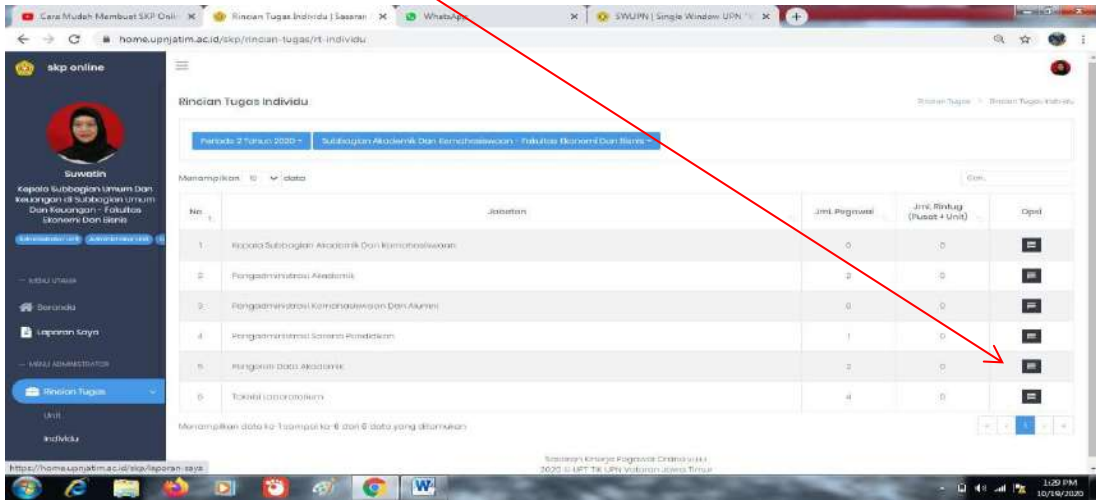 Cara Mudah Membuat SKP Onli
Rincian Tugas Individu | Sasaran
WhatsApp
SWUPN | Single Window UPN "
home.upnjatim.ac.id/skp/rincian-tugas/rt-individu
skp online
Rincian Tugas Individu
Rincian Tugas > Rincian Tugas Individu
Periode 2 Tahun 2020
Subbagian Akademik Dan Kemahasiswaan - Fakultas Ekonomi Dan Bisnis
Suwatin
Kepala Subbagian Umum Dan
Keuangan di Subbagian Umum
Dan Keuangan - Fakultas
Ekonomi Dan Bisnis
Administrator unit Administrator unit
Menampilkan 10 data
Cari..
No Jabatan Jml. Pegawai Jml. Rintug (Pusat + Unit) Opsi
1 Kepala Subbagian Akademik Dan Kemahasiswaan 0 0
2 Pengadministrasi Akademik 2 0
3 Pengadministrasi Kemahasiswaan Dan Alumni 0 0
4 Pengadministrasi Sarana Pendidikan 1 0
5 Pengelola Data Akademik 2 0
6 Teknisi Laboratorium 4 0
Menampilkan data ke-1 sampai ke-6 dari 6 data yang ditemukan
1
MENU UTAMA
Beranda
Laporan Saya
MENU ADMINISTRATOR
Rincian Tugas
Unit
Individu
Sasaran Kinerja Pegawai Online
2020 © UPT TIK UPN Veteran Jawa Timur
https://home.upnjatim.ac.id/skp/laporan-saya
1:29 PM
10/19/2020